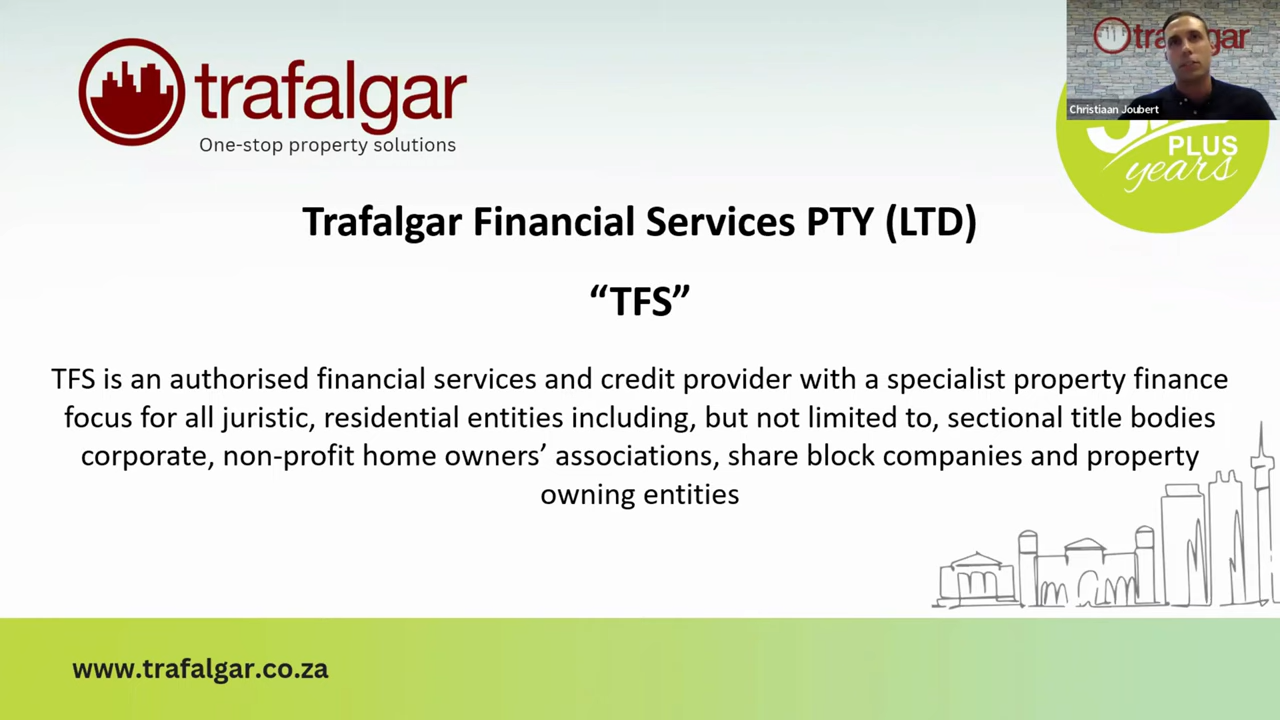 trafalgar
One-stop property solutions
Christiaan Joubert
PLUS
years
Trafalgar Financial Services PTY (LTD)
“TFS”
TFS is an authorised financial services and credit provider with a specialist property finance
focus for all juristic, residential entities including, but not limited to, sectional title bodies
corporate, non-profit home owners’ associations, share block companies and property
owning entities
www.trafalgar.co.za